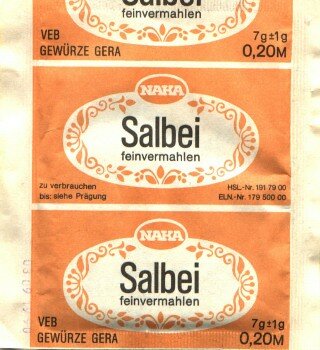 Salbei
feinvermahlen
VEB
GEWÜRZE GERA
7g±1g
0,20M
NAKA
Salbei
feinvermahlen
zu verbrauchen
bis: siehe Prägung
HSL-Nr. 191 79 00
ELN.-Nr. 179 500 00
NAKA
Salbei
feinvermahlen
VEB
GEWÜRZE GERA
7g±1g
0,20M